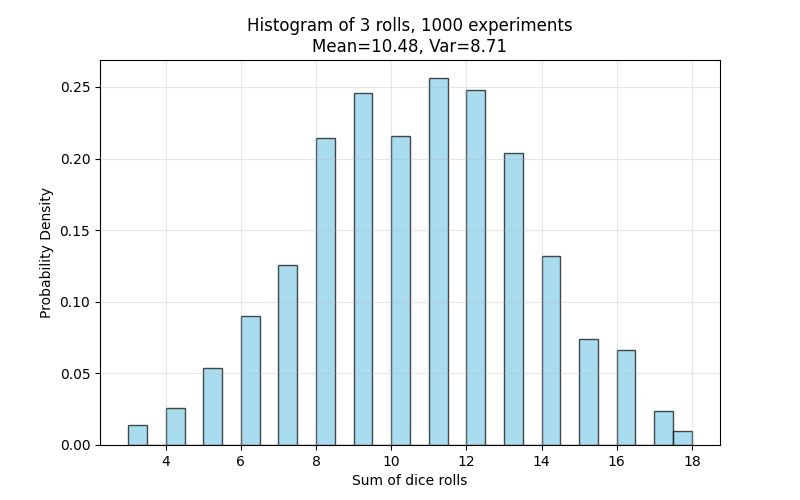 Histogram of 3 rolls, 1000 experiments
Mean=10.48, Var=8.71
0.25
0.20
0.15
0.10
0.05
0.00
Probability Density
4 6 8 10 12 14 16 18
Sum of dice rolls